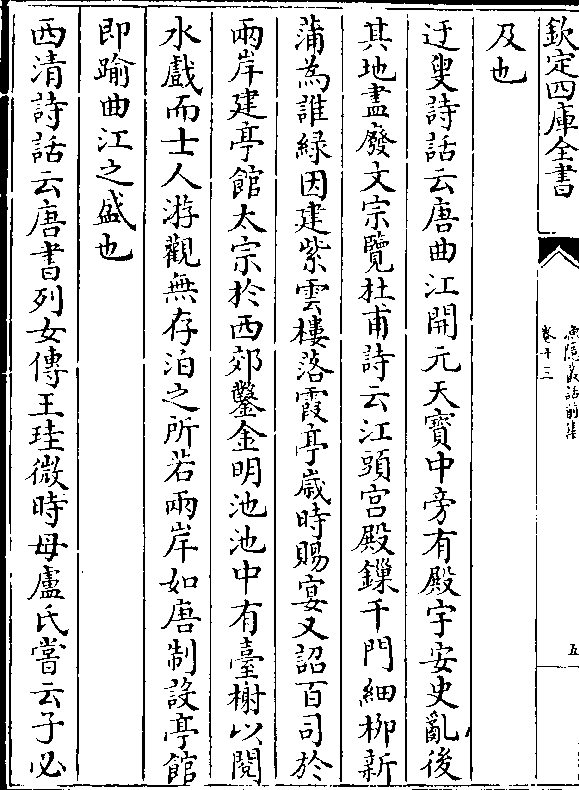 欽定四庫全書
漁隱叢話前集
卷十三
五
及也
迂叟詩話云唐曲江開元天寶中旁有殿宇安史亂後
其地盡廢文宗覽杜甫詩云江頭宫殿鏁千門細柳新
蒲為誰緑因建紫雲樓落霞亭歳時賜宴又詔百司於
兩岸建亭館太宗於西郊鑿金明池池中有臺榭以閲
水戲而士人游觀無存泊之所若兩岸如唐制設亭館
即踰曲江之盛也
西清詩話云唐書列女傳王珪微時母盧氏嘗云子必